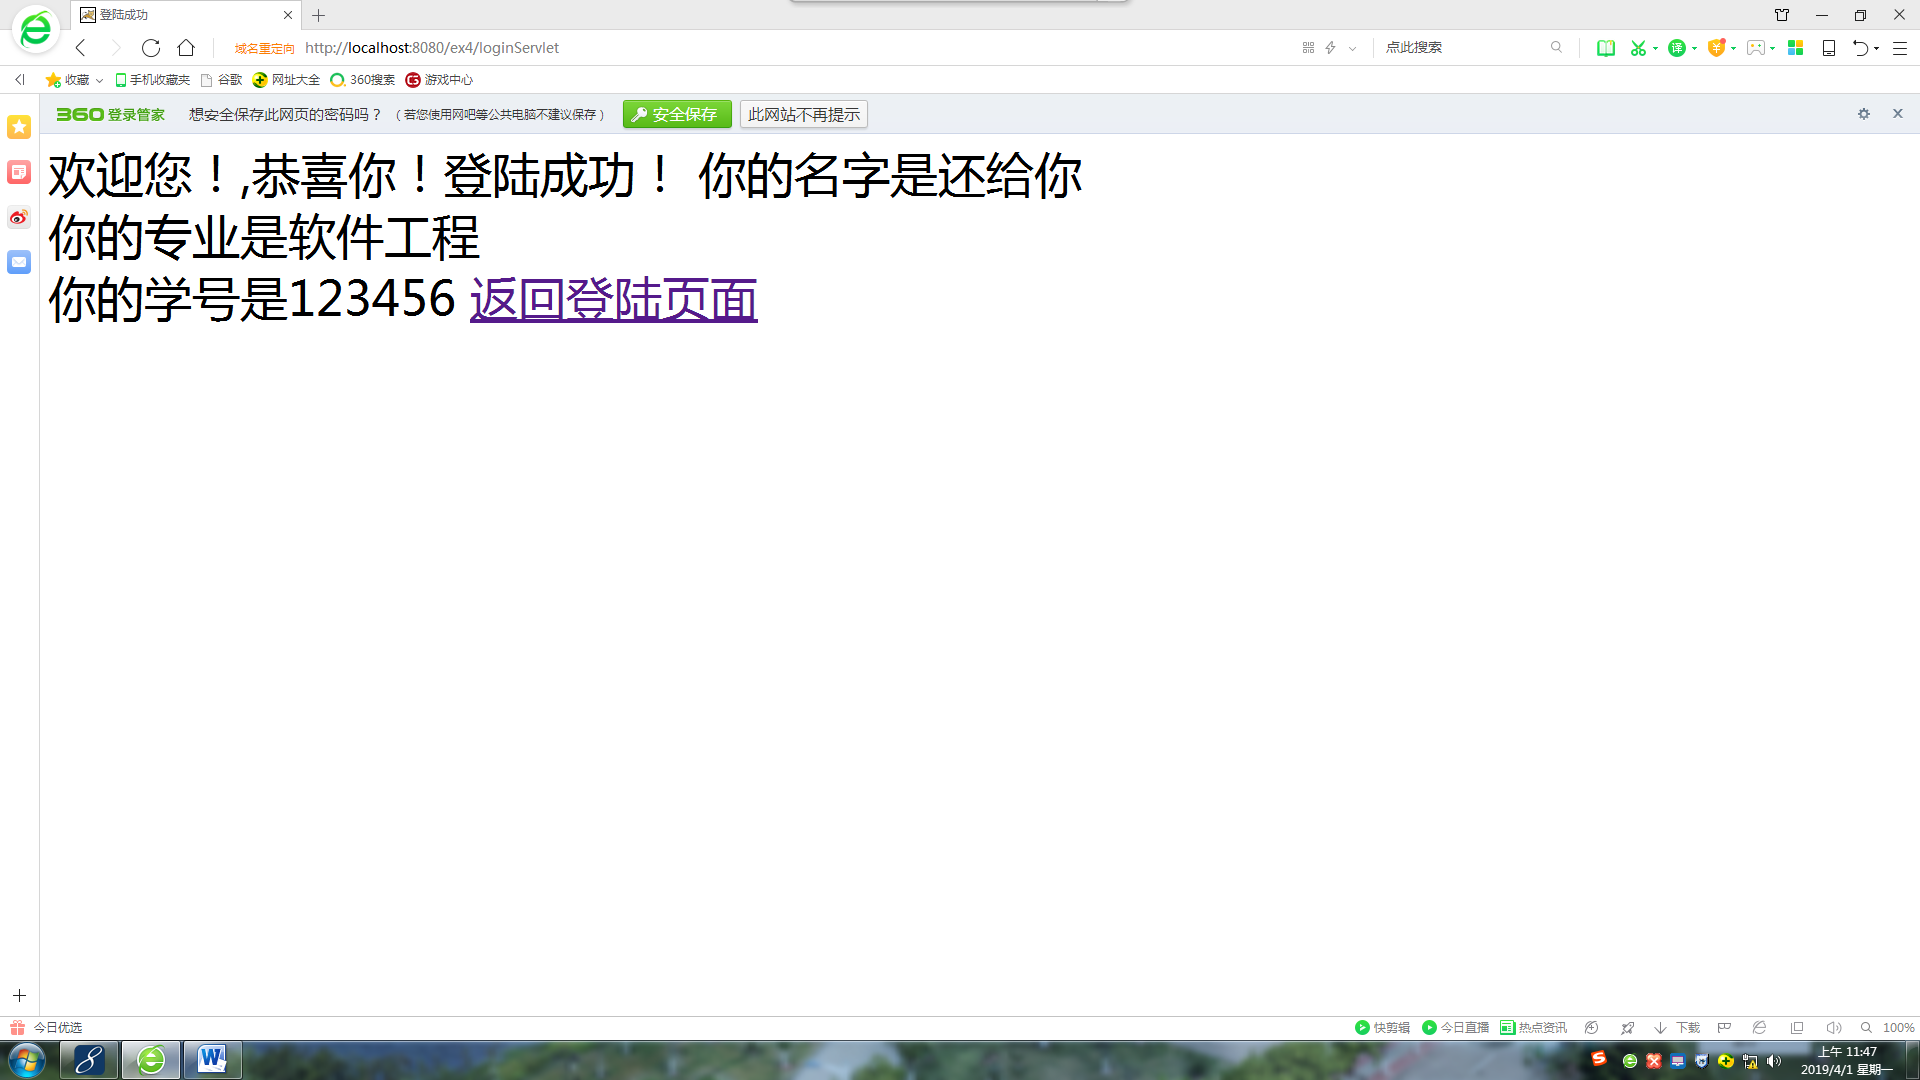 登陆成功
域名重定向 http://localhost:8080/ex4/loginServlet 点此搜索
收藏 手机收藏夹 谷歌 网址大全 360搜索 游戏中心
360 登录管家 想安全保存此网页的密码吗？（若您使用网吧等公共电脑不建议保存） 安全保存 此网站不再提示
欢迎您！,恭喜你！登陆成功！ 你的名字是还给你
你的专业是软件工程
你的学号是123456 返回登陆页面
今日优选 快剪辑 今日直播 热点资讯 下载 100%
上午 11:47
2019/4/1 星期一